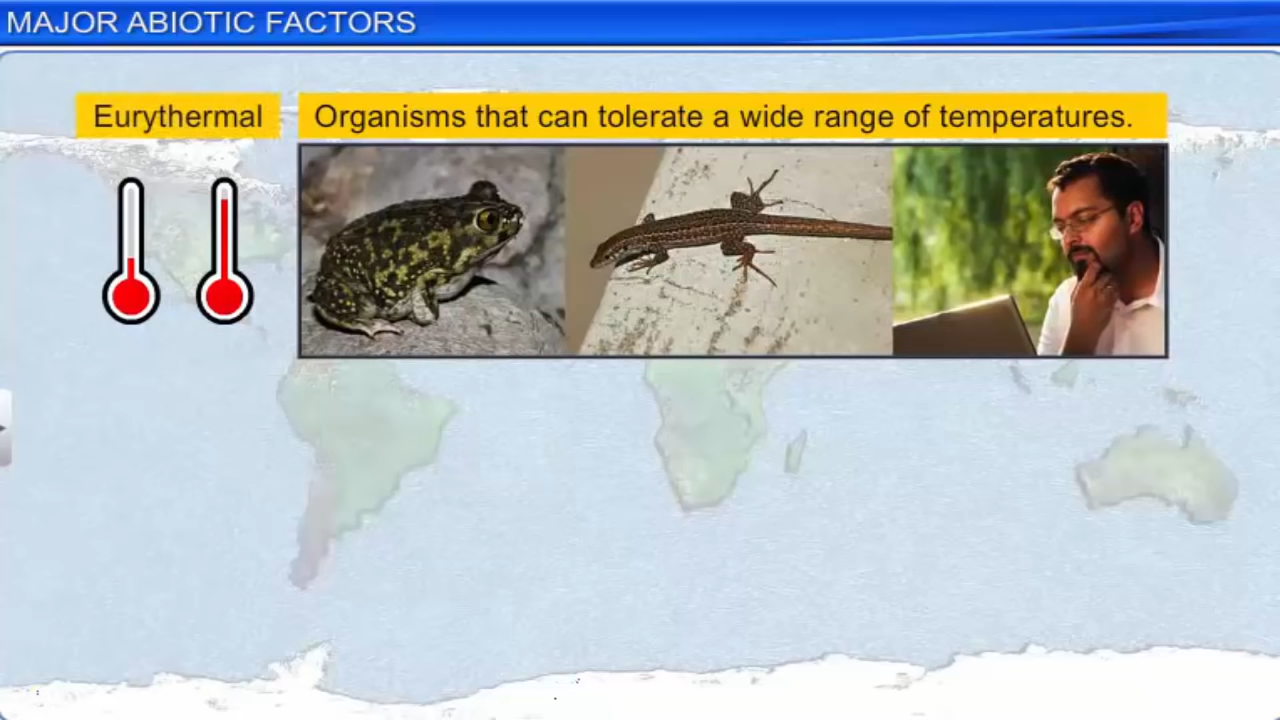 MAJOR ABIOTIC FACTORS
Eurythermal
Organisms that can tolerate a wide range of temperatures.